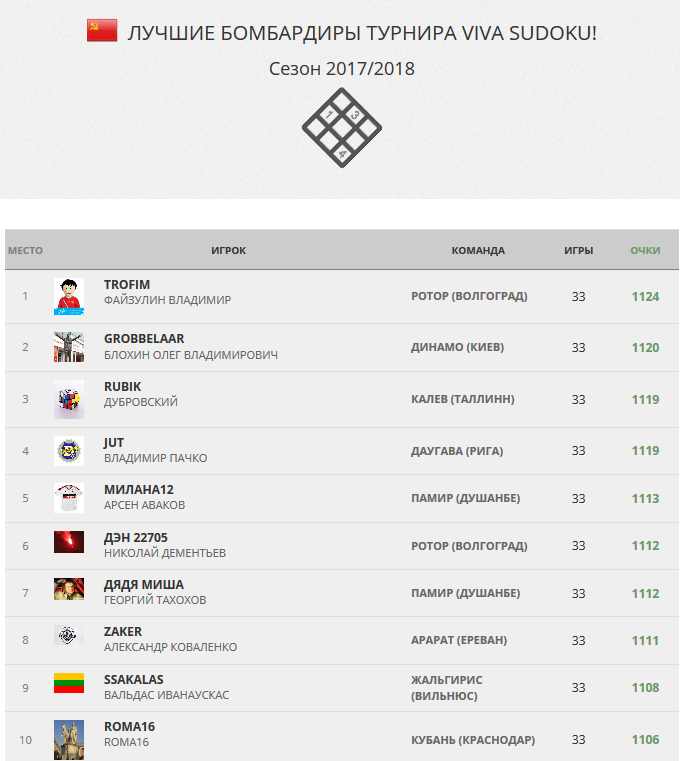 ЛУЧШИЕ БОМБАРДИРЫ ТУРНИРА VIVA SUDOKU!
Сезон 2017/2018
1 3
4
МЕСТО ИГРОК КОМАНДА ИГРЫ ОЧКИ
1 TROFIM ФАЙЗУЛИН ВЛАДИМИР РОТОР (ВОЛГОГРАД) 33 1124
2 GROBBELAAR БЛОХИН ОЛЕГ ВЛАДИМИРОВИЧ ДИНАМО (КИЕВ) 33 1120
3 RUBIK ДУБРОВСКИЙ КАЛЕВ (ТАЛЛИНН) 33 1119
4 JUT ВЛАДИМИР ПАЧКО ДАУГАВА (РИГА) 33 1119
5 МИЛАНА12 АРСЕН АВАКОВ ПАМИР (ДУШАНБЕ) 33 1113
6 ДЭН 22705 НИКОЛАЙ ДЕМЕНТЬЕВ РОТОР (ВОЛГОГРАД) 33 1112
7 ДЯДЯ МИША ГЕОРГИЙ ТАХОХОВ ПАМИР (ДУШАНБЕ) 33 1112
8 ZAKER АЛЕКСАНДР КОВАЛЕНКО АРАРАТ (ЕРЕВАН) 33 1111
9 SSAKALAS ВАЛЬДАС ИВАНАУСКАС ЖАЛЬГИРИС (ВИЛЬНЮС) 33 1108
10 ROMA16 ROMA16 КУБАНЬ (КРАСНОДАР) 33 1106